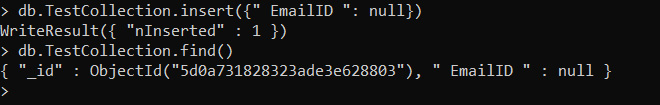 > db.TestCollection.insert({" EmailID ": null})
WriteResult({ "nInserted" : 1 })
> db.TestCollection.find()
{ "_id" : ObjectId("5d0a731828323ade3e628803"), " EmailID " : null }
>